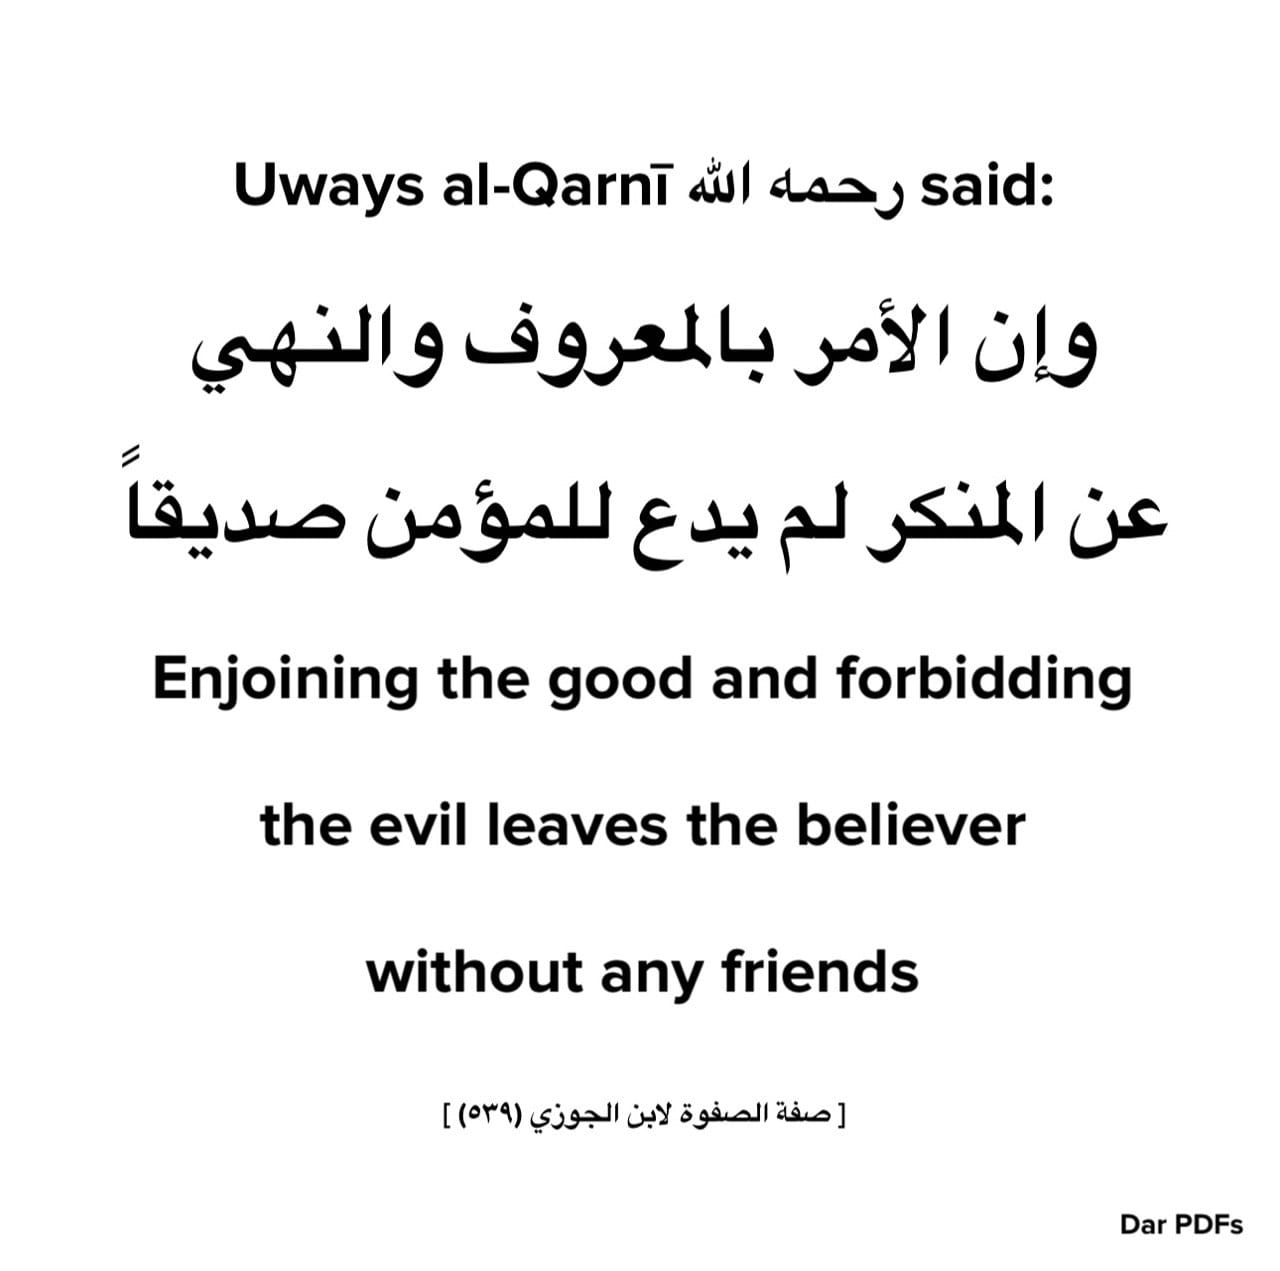 Uways al-Qarnī رحمه الله said:
وإن الأمر بالمعروف والنهي
عن المنكر لم يدع للمؤمن صديقاً
Enjoining the good and forbidding
the evil leaves the believer
without any friends
[ صفة الصفوة لابن الجوزي (٥٣٩) ]
Dar PDFs